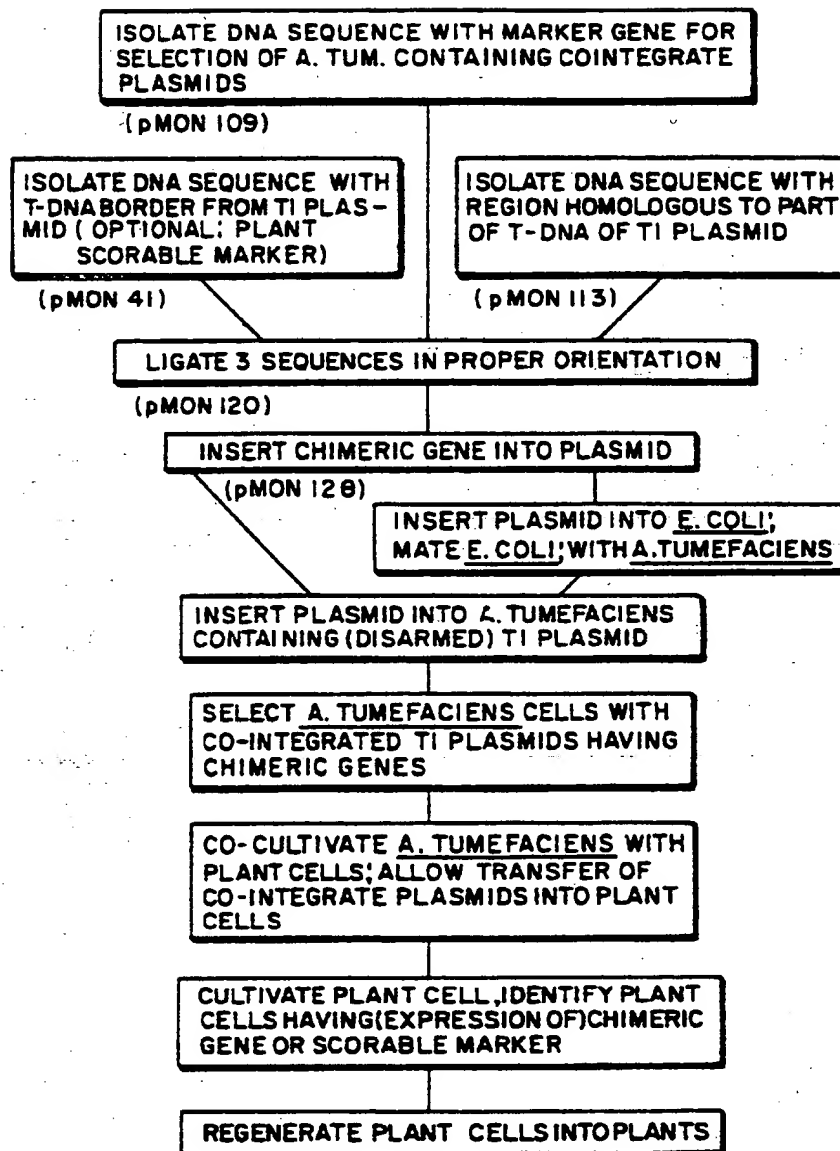 ISOLATE DNA SEQUENCE WITH MARKER GENE FOR
SELECTION OF A. TUM. CONTAINING COINTEGRATE
PLASMIDS
(pMON 109)
ISOLATE DNA SEQUENCE WITH
T-DNA BORDER FROM TI PLAS-
MID (OPTIONAL: PLANT
SCORABLE MARKER)
(pMON 41)
ISOLATE DNA SEQUENCE WITH
REGION HOMOLOGOUS TO PART
OF T-DNA OF TI PLASMID
(pMON 113)
LIGATE 3 SEQUENCES IN PROPER ORIENTATION
(pMON 120)
INSERT CHIMERIC GENE INTO PLASMID
(pMON 128)
INSERT PLASMID INTO E. COLI;
MATE E. COLI; WITH A. TUMEFACIENS
INSERT PLASMID INTO A. TUMEFACIENS
CONTAINING (DISARMED) TI PLASMID
SELECT A. TUMEFACIENS CELLS WITH
CO-INTEGRATED TI PLASMIDS HAVING
CHIMERIC GENES
CO-CULTIVATE A. TUMEFACIENS WITH
PLANT CELLS; ALLOW TRANSFER OF
CO-INTEGRATE PLASMIDS INTO PLANT
CELLS
CULTIVATE PLANT CELL, IDENTIFY PLANT
CELLS HAVING (EXPRESSION OF) CHIMERIC
GENE OR SCORABLE MARKER
REGENERATE PLANT CELLS INTO PLANTS